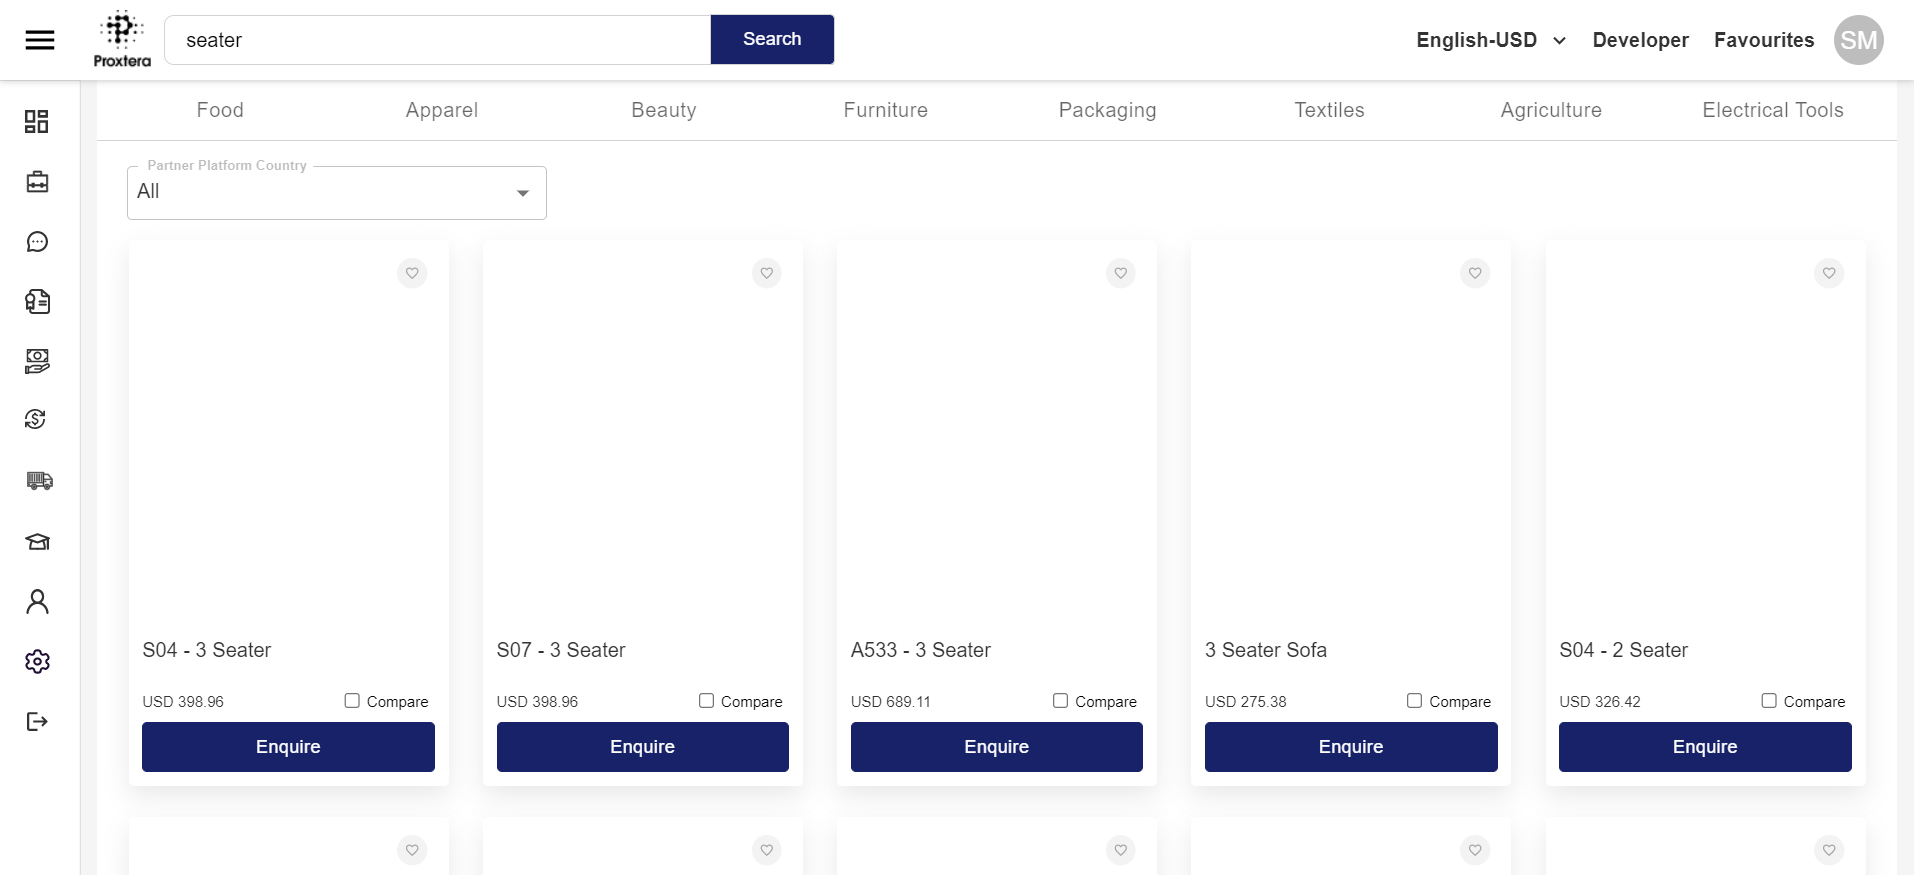 Proxtera
seater
Search
English-USD
Developer
Favourites
SM
Food
Apparel
Beauty
Furniture
Packaging
Textiles
Agriculture
Electrical Tools
Partner Platform Country
All
S04 - 3 Seater
USD 398.96
Compare
Enquire
S07 - 3 Seater
USD 398.96
Compare
Enquire
A533 - 3 Seater
USD 689.11
Compare
Enquire
3 Seater Sofa
USD 275.38
Compare
Enquire
S04 - 2 Seater
USD 326.42
Compare
Enquire